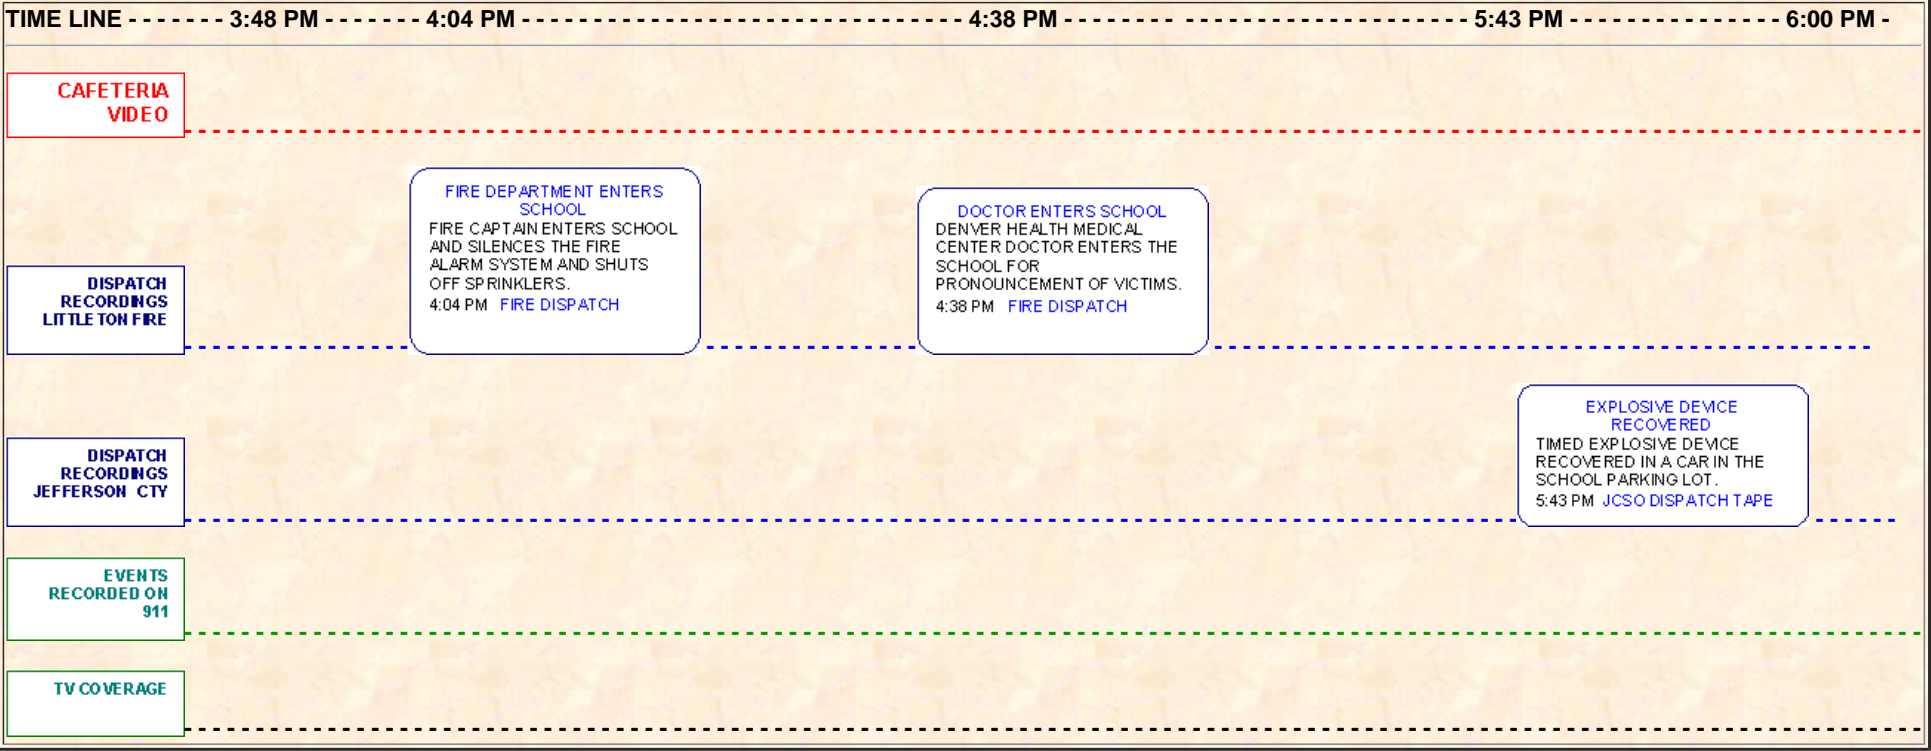 TIME LINE - - - - - - - 3:48 PM - - - - - - - 4:04 PM - - - - - - - - - - - - - - - - - - - - - - - - - - - - - - - 4:38 PM - - - - - - - - - - - - - - - - - - - - - - - - - - - - 5:43 PM - - - - - - - - - - - - - - - 6:00 PM -
CAFETERIA
VIDEO
DISPATCH
RECORDINGS
LITTLETON FIRE
FIRE DEPARTMENT ENTERS
SCHOOL
FIRE CAPTAIN ENTERS SCHOOL
AND SILENCES THE FIRE
ALARM SYSTEM AND SHUTS
OFF SPRINKLERS.
4:04 PM FIRE DISPATCH
DOCTOR ENTERS SCHOOL
DENVER HEALTH MEDICAL
CENTER DOCTOR ENTERS THE
SCHOOL FOR
PRONOUNCEMENT OF VICTIMS.
4:38 PM FIRE DISPATCH
DISPATCH
RECORDINGS
JEFFERSON CTY
EXPLOSIVE DEVICE
RECOVERED
TIMED EXPLOSIVE DEVICE
RECOVERED IN A CAR IN THE
SCHOOL PARKING LOT.
5:43 PM JCSO DISPATCH TAPE
EVENTS
RECORDED ON
911
TV COVERAGE